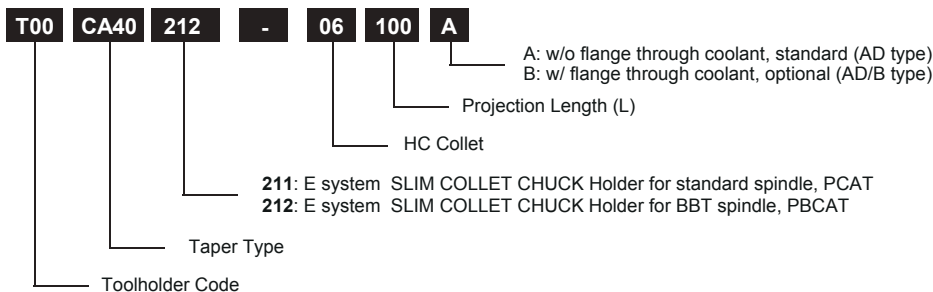 T00 CA40 212 - 06 100 A
A: w/o flange through coolant, standard (AD type)
B: w/ flange through coolant, optional (AD/B type)
Projection Length (L)
HC Collet
211: E system SLIM COLLET CHUCK Holder for standard spindle, PCAT
212: E system SLIM COLLET CHUCK Holder for BBT spindle, PBCAT
Taper Type
Toolholder Code